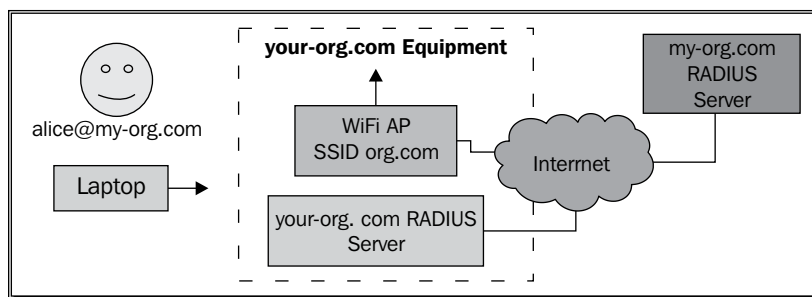 your-org.com Equipment
my-org.com
RADIUS
Server
alice@my-org.com
WiFi AP
SSID org.com
Internet
Laptop
your-org. com RADIUS
Server